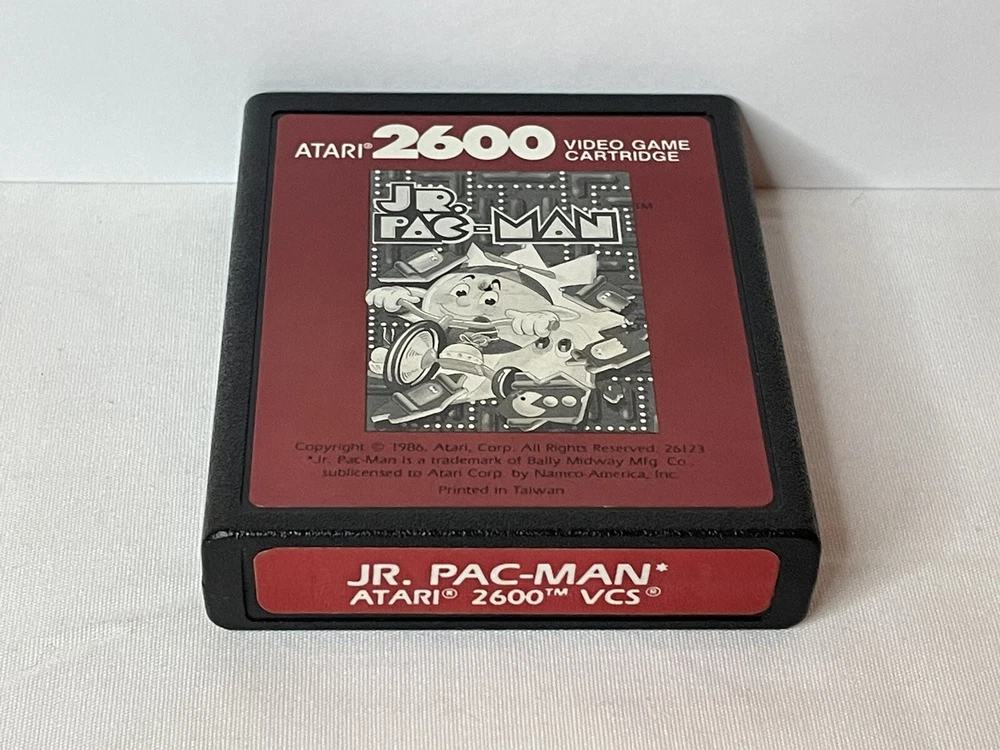 ATARI® 2600 VIDEO GAME
CARTRIDGE
JR.
PAC-MAN TM
Copyright © 1986, Atari, Corp. All Rights Reserved. 26123
*Jr. Pac-Man is a trademark of Bally Midway Mfg. Co.,
sublicensed to Atari Corp. by Namco-America, Inc.
Printed in Taiwan
JR. PAC-MAN*
ATARI® 2600™ VCS®